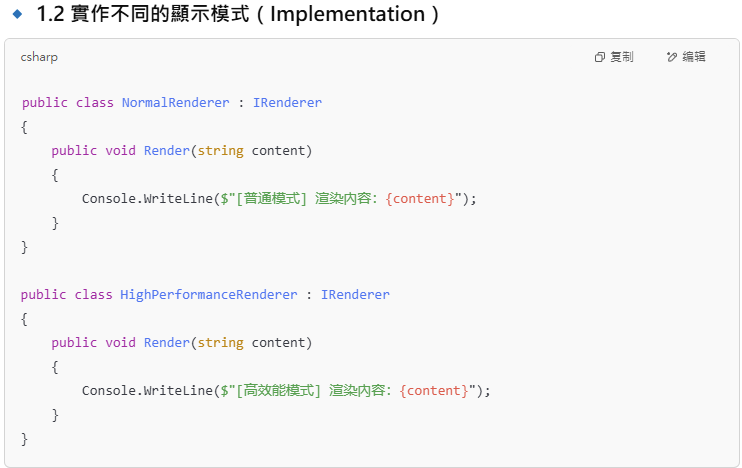 1.2 實作不同的顯示模式（Implementation）
csharp 复制 编辑
public class NormalRenderer : IRenderer
{
    public void Render(string content)
    {
        Console.WriteLine($"[普通模式] 渲染內容：{content}");
    }
}
public class HighPerformanceRenderer : IRenderer
{
    public void Render(string content)
    {
        Console.WriteLine($"[高效能模式] 渲染內容：{content}");
    }
}